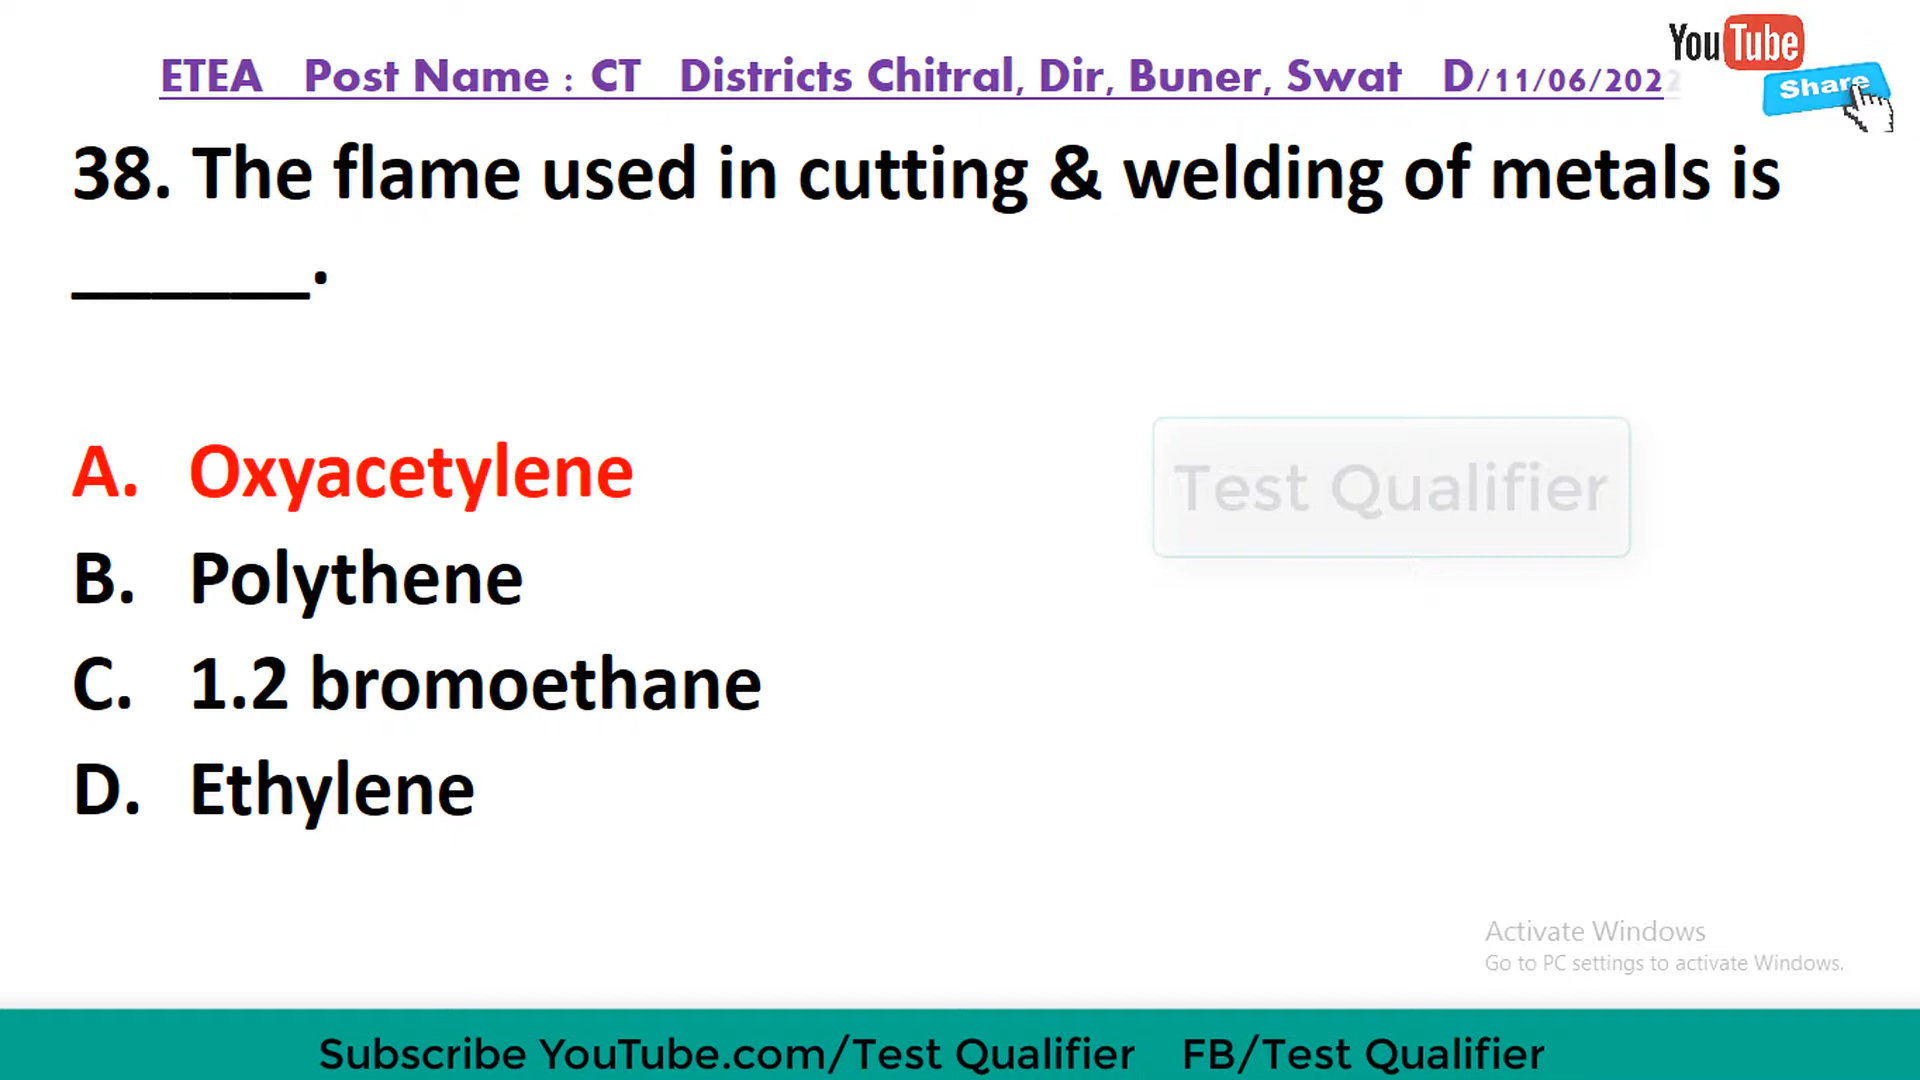 YouTube
Share
ETEA Post Name : CT Districts Chitral, Dir, Buner, Swat D/11/06/2022
38. The flame used in cutting & welding of metals is
______.
A. Oxyacetylene
Test Qualifier
B. Polythene
C. 1.2 bromoethane
D. Ethylene
Activate Windows
Go to PC settings to activate Windows.
Subscribe YouTube.com/Test Qualifier FB/Test Qualifier